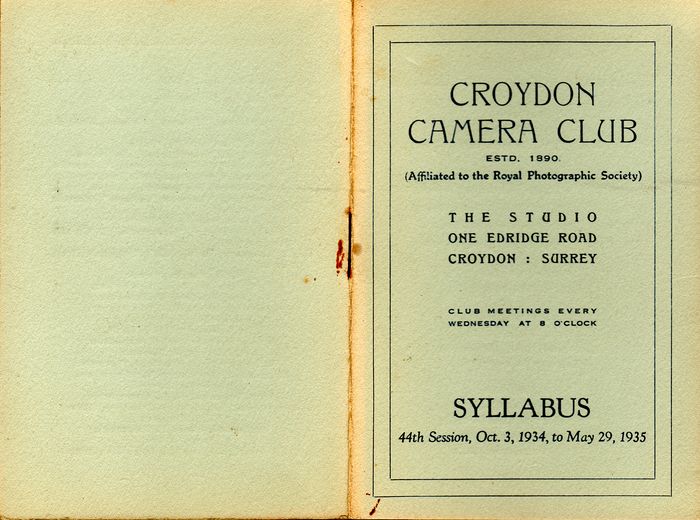 CROYDON
CAMERA CLUB
ESTD. 1890.
(Affiliated to the Royal Photographic Society)
THE STUDIO
ONE EDRIDGE ROAD
CROYDON : SURREY
CLUB MEETINGS EVERY
WEDNESDAY AT 8 O'CLOCK
SYLLABUS
44th Session, Oct. 3, 1934, to May 29, 1935